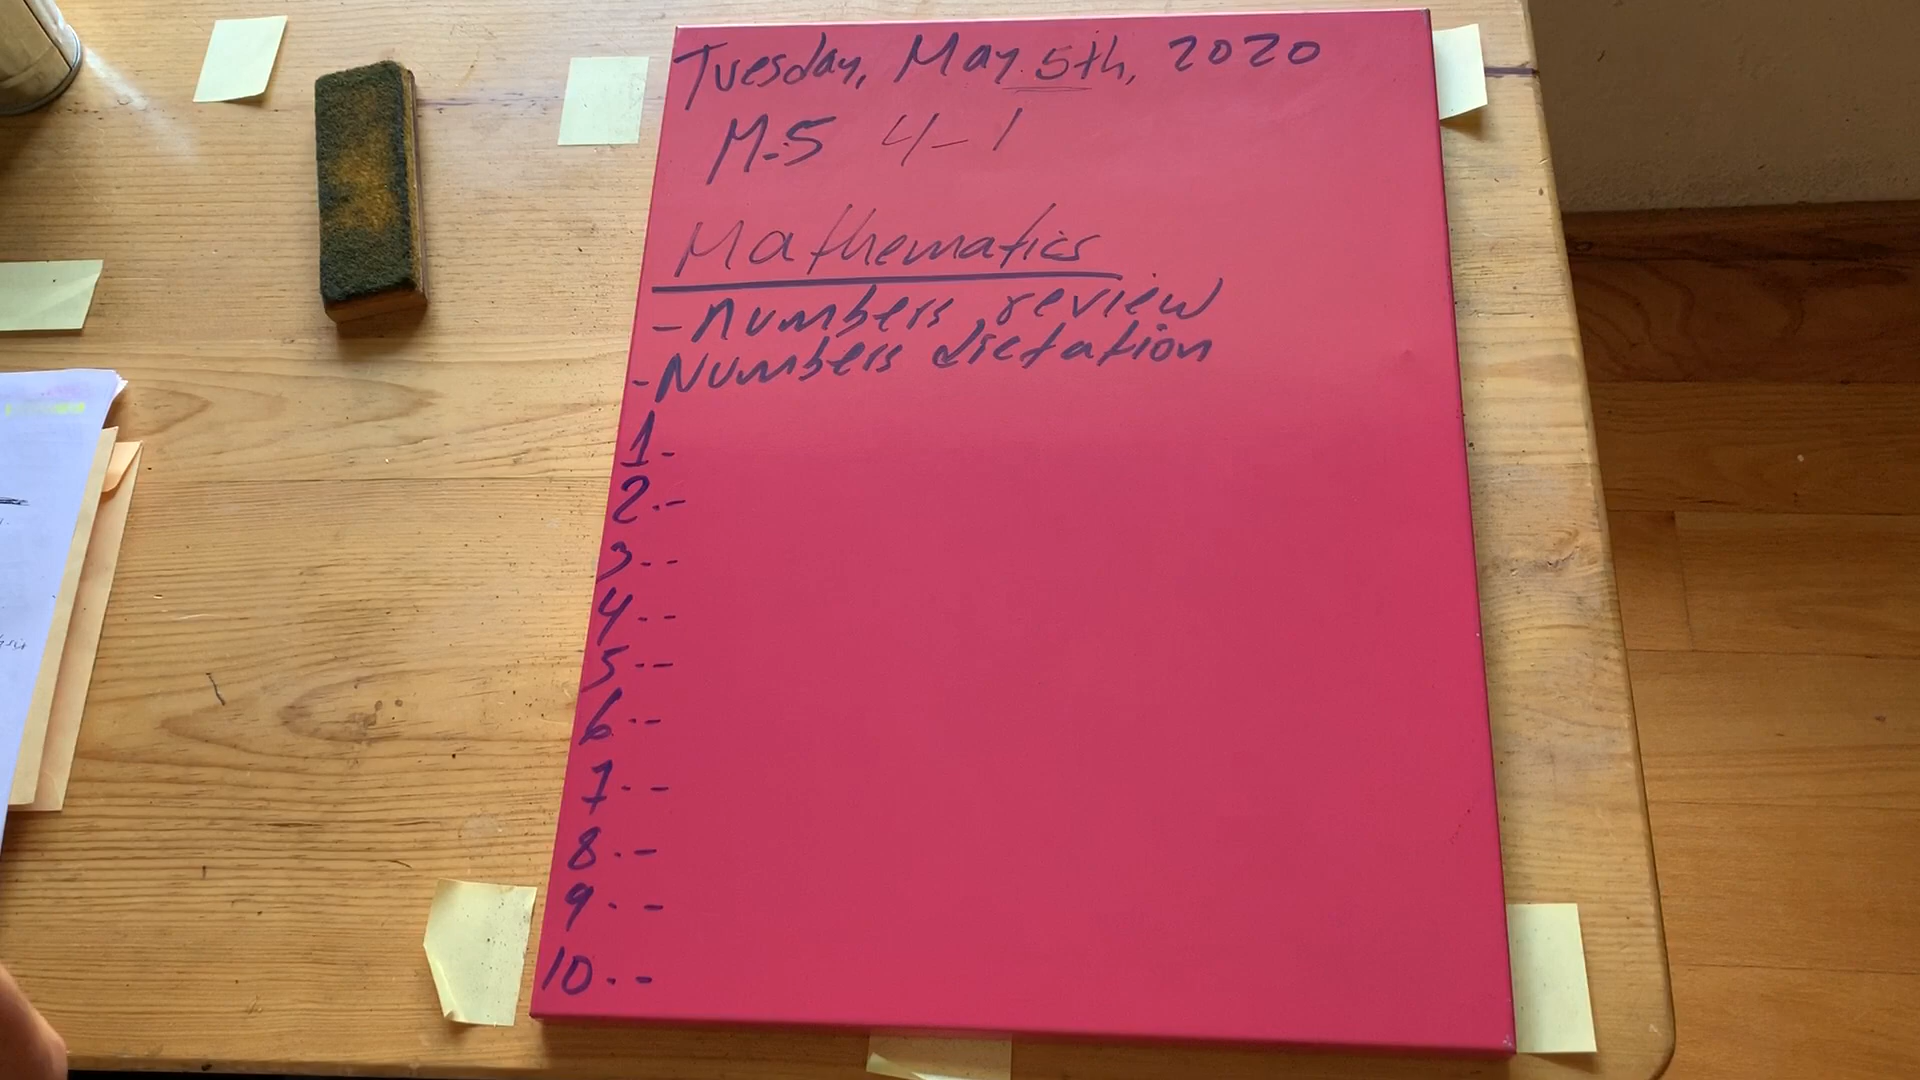 Tuesday, May 5th, 2020
M.5 4-1
Mathematics
- Numbers review
- Numbers dictation
1.-
2.-
3.-
4.-
5.-
6.-
7.-
8.-
9.-
10.-